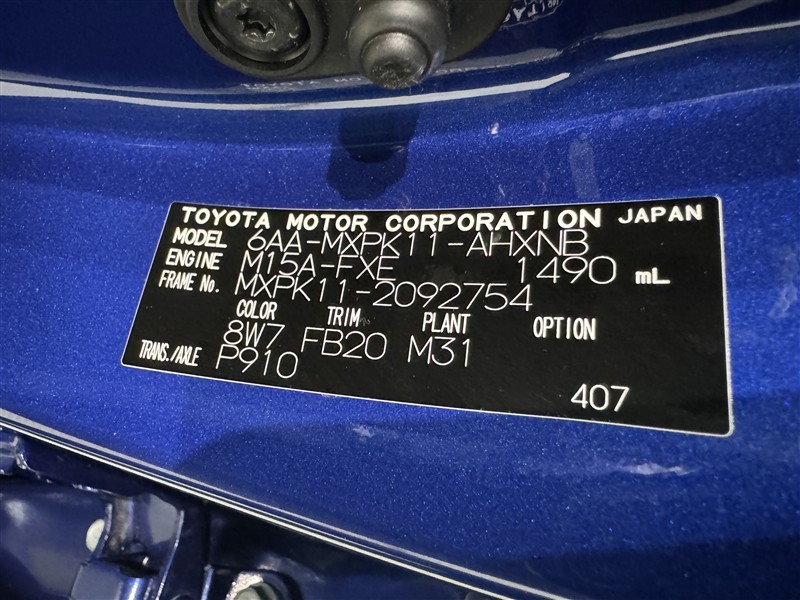 TOYOTA MOTOR CORPORATION JAPAN
MODEL 6AA-MXPK11-AHXNB
ENGINE M15A-FXE 1490 mL
FRAME No. MXPK11-2092754
COLOR TRIM PLANT OPTION
8W7 FB20 M31
TRANS./AXLE P910
407